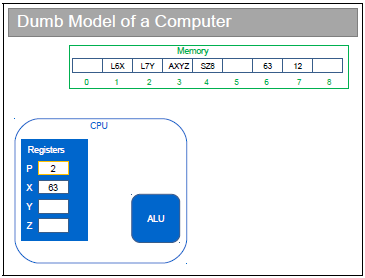 Dumb Model of a Computer
Memory
L6X L7Y AXYZ SZ8 63 12
0 1 2 3 4 5 6 7 8
CPU
Registers
P 2
X 63
Y
Z
ALU